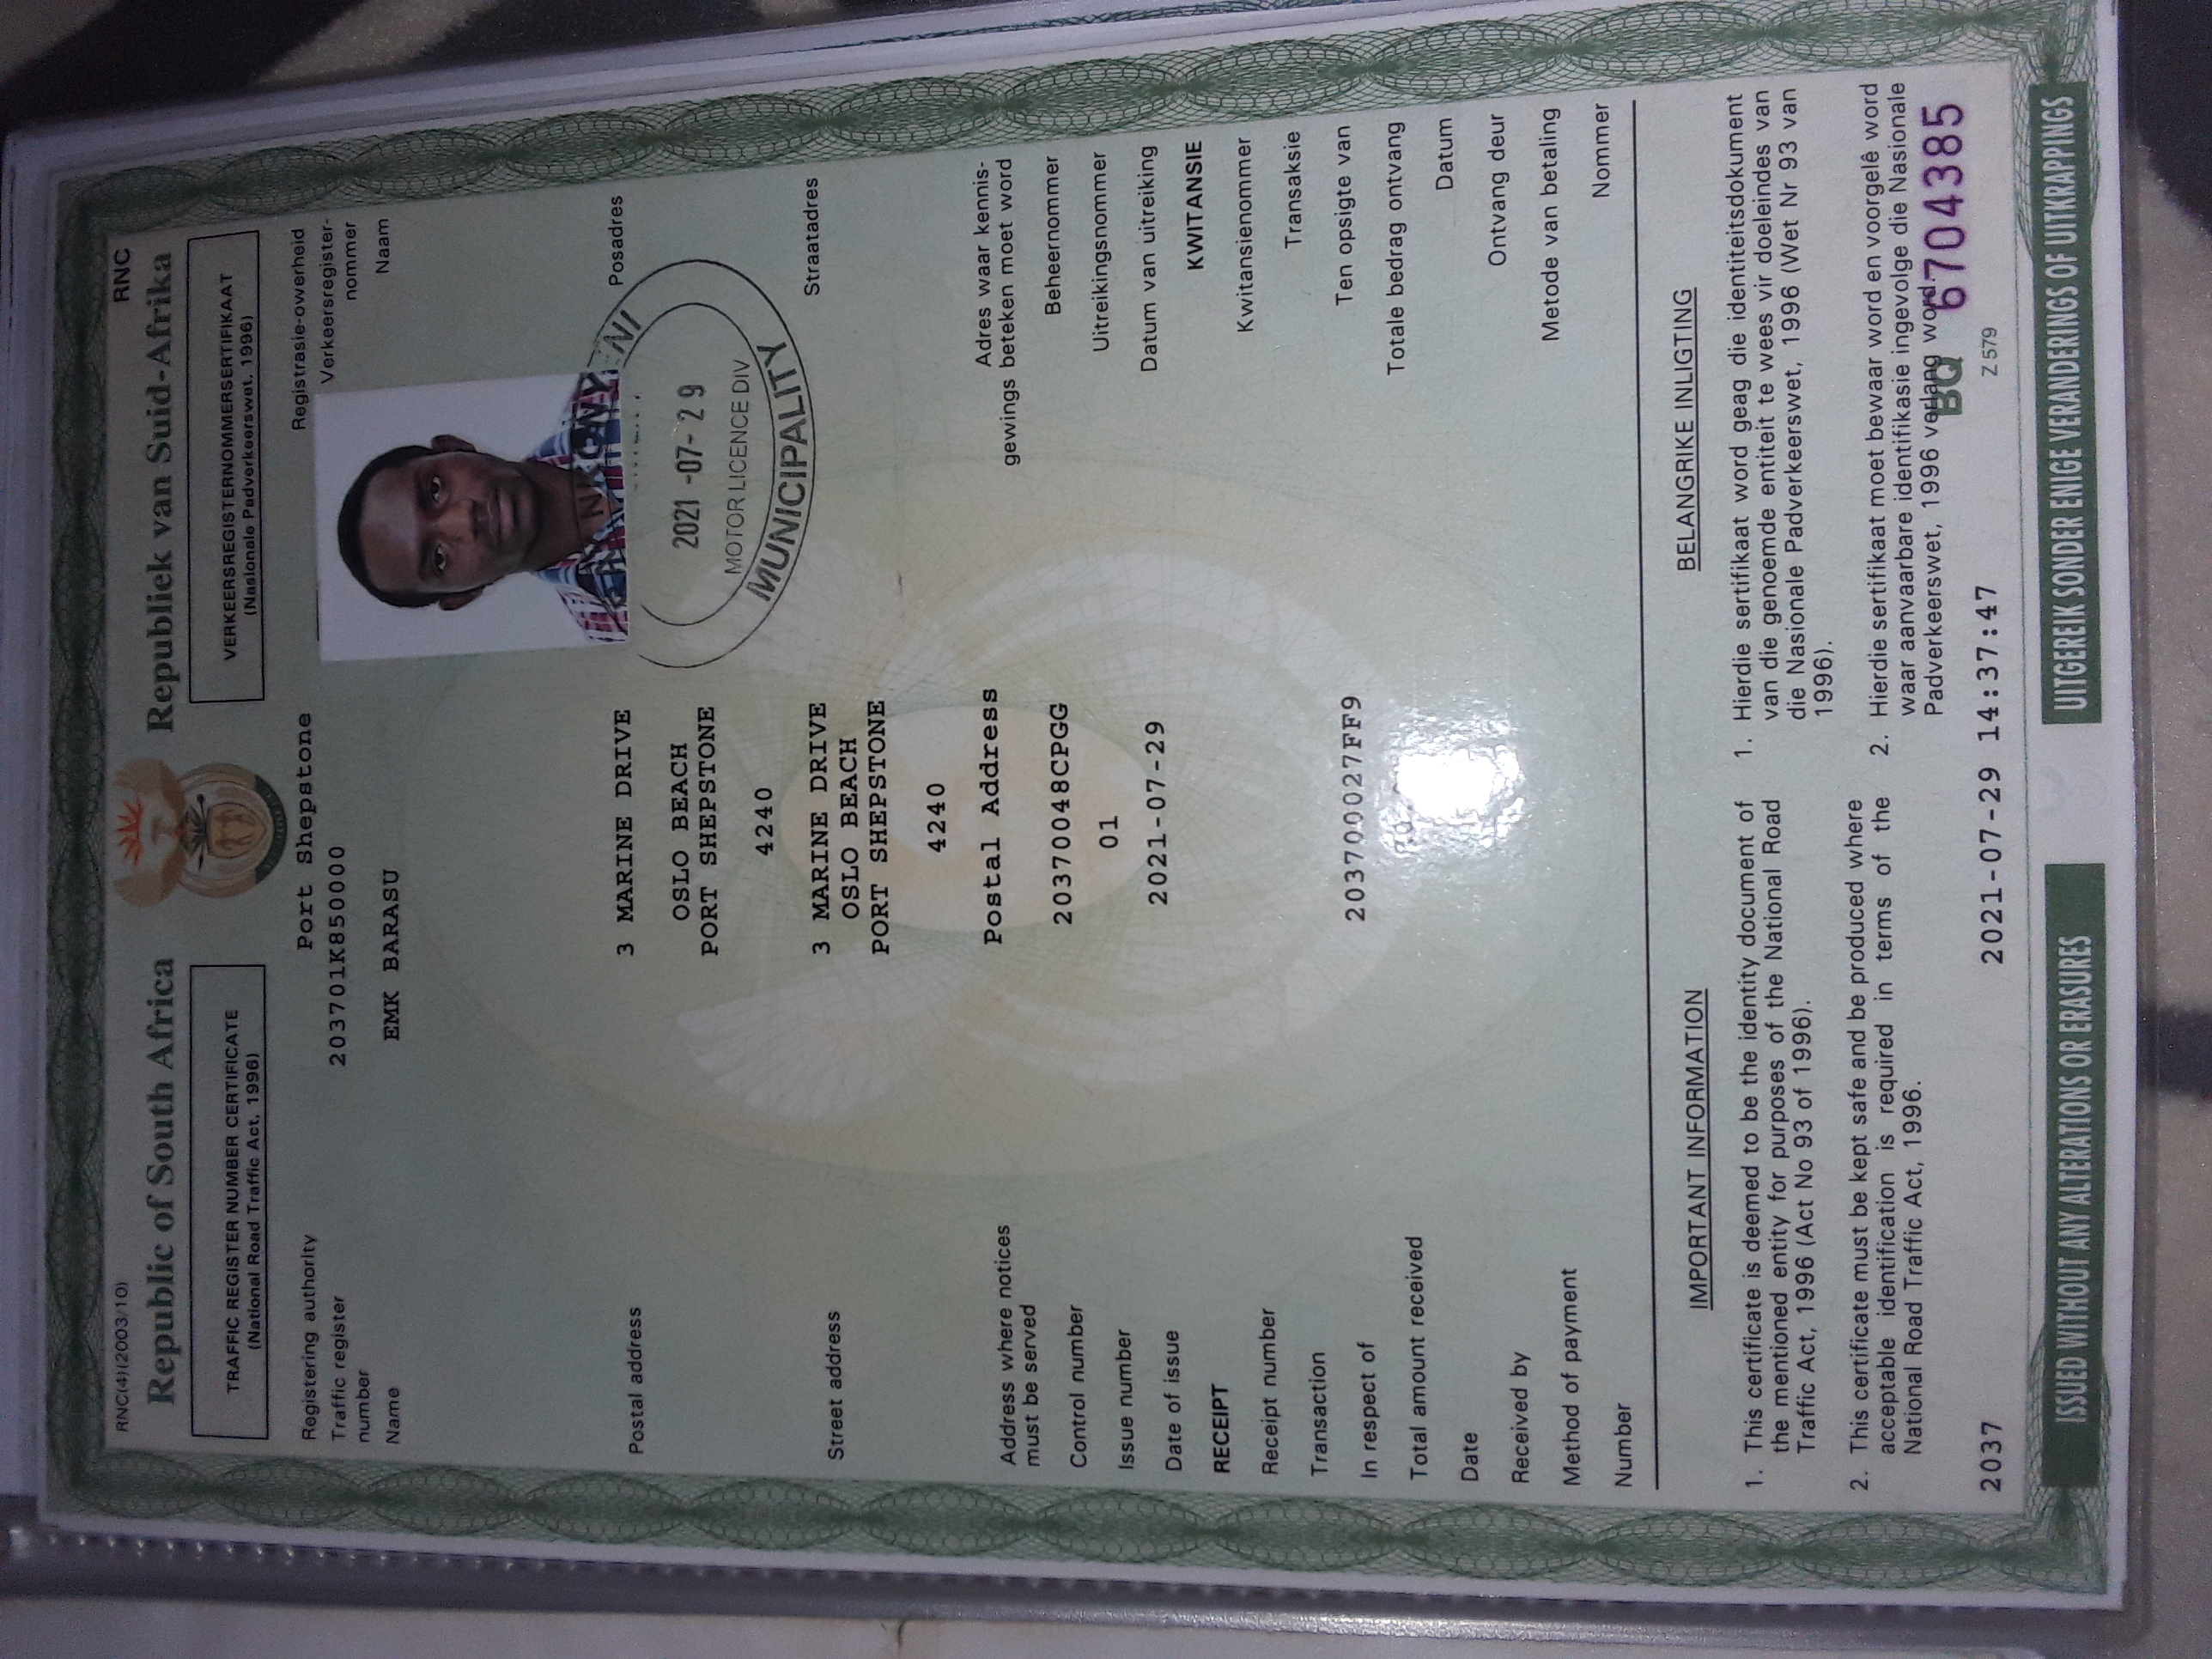 RNC(4)(2003/10)
RNC
Republic of South Africa
Republiek van Suid-Afrika
TRAFFIC REGISTER NUMBER CERTIFICATE
(National Road Traffic Act, 1996)
VERKEERSREGISTERNOMMERSERTIFIKAAT
(Nasionale Padverkeerswet, 1996)
Registering authority Port Shepstone Registrasie-owerheid
Traffic register 203701K850000 Verkeersregister-
number nommer
Name EMK BARASU Naam
Postal address 3 MARINE DRIVE Posadres
OSLO BEACH
PORT SHEPSTONE
4240
2021 -07- 29
MOTOR LICENCE DIV
MUNICIPALITY
Street address 3 MARINE DRIVE Straatadres
OSLO BEACH
PORT SHEPSTONE
4240
Address where notices Postal Address Adres waar kennis-
must be served gewings beteken moet word
Control number 20370048CPGG Beheernommer
Issue number 01 Uitreikingsnommer
Date of issue 2021-07-29 Datum van uitreiking
RECEIPT KWITANSIE
Receipt number Kwitansienommer
Transaction Transaksie
In respect of 203700027FF9 Ten opsigte van
Total amount received Totale bedrag ontvang
Date Datum
Received by Ontvang deur
Method of payment Metode van betaling
Number Nommer
IMPORTANT INFORMATION
1. This certificate is deemed to be the identity document of
the mentioned entity for purposes of the National Road
Traffic Act, 1996 (Act No 93 of 1996).
2. This certificate must be kept safe and be produced where
acceptable identification is required in terms of the
National Road Traffic Act, 1996.
BELANGRIKE INLIGTING
1. Hierdie sertifikaat word geag die identiteitsdokument
van die genoemde entiteit te wees vir doeleindes van
die Nasionale Padverkeerswet, 1996 (Wet Nr 93 van
1996).
2. Hierdie sertifikaat moet bewaar word en voorgelê word
waar aanvaarbare identifikasie ingevolge die Nasionale
Padverkeerswet, 1996 verlang word.
BQ 6704385
2037 2021-07-29 14:37:47 Z 579
ISSUED WITHOUT ANY ALTERATIONS OR ERASURES
UITGEREIK SONDER ENIGE VERANDERINGS OF UITKRAPPINGS